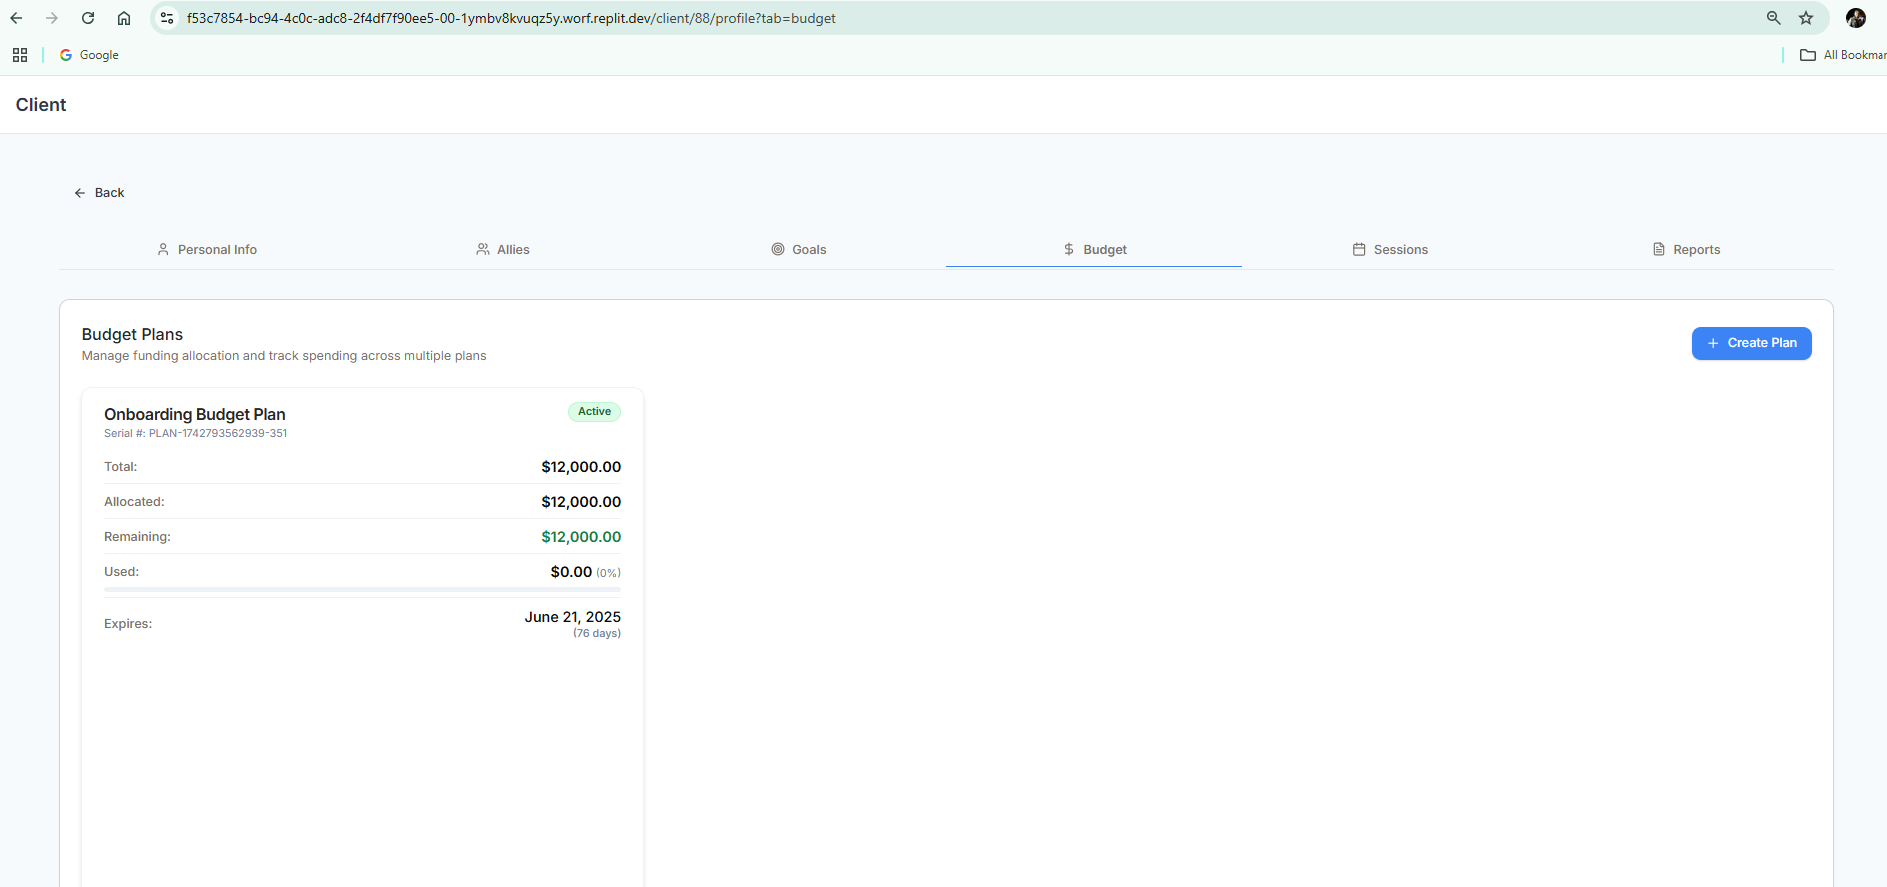 f53c7854-bc94-4c0c-adc8-2f4df7f90ee5-00-1ymbv8kvuqz5y.worf.replit.dev/client/88/profile?tab=budget
Google
All Bookmar
Client
Back
Personal Info
Allies
Goals
Budget
Sessions
Reports
Budget Plans
Manage funding allocation and track spending across multiple plans
Create Plan
Onboarding Budget Plan
Active
Serial #: PLAN-1742793562939-351
Total: $12,000.00
Allocated: $12,000.00
Remaining: $12,000.00
Used: $0.00 (0%)
Expires: June 21, 2025
(76 days)